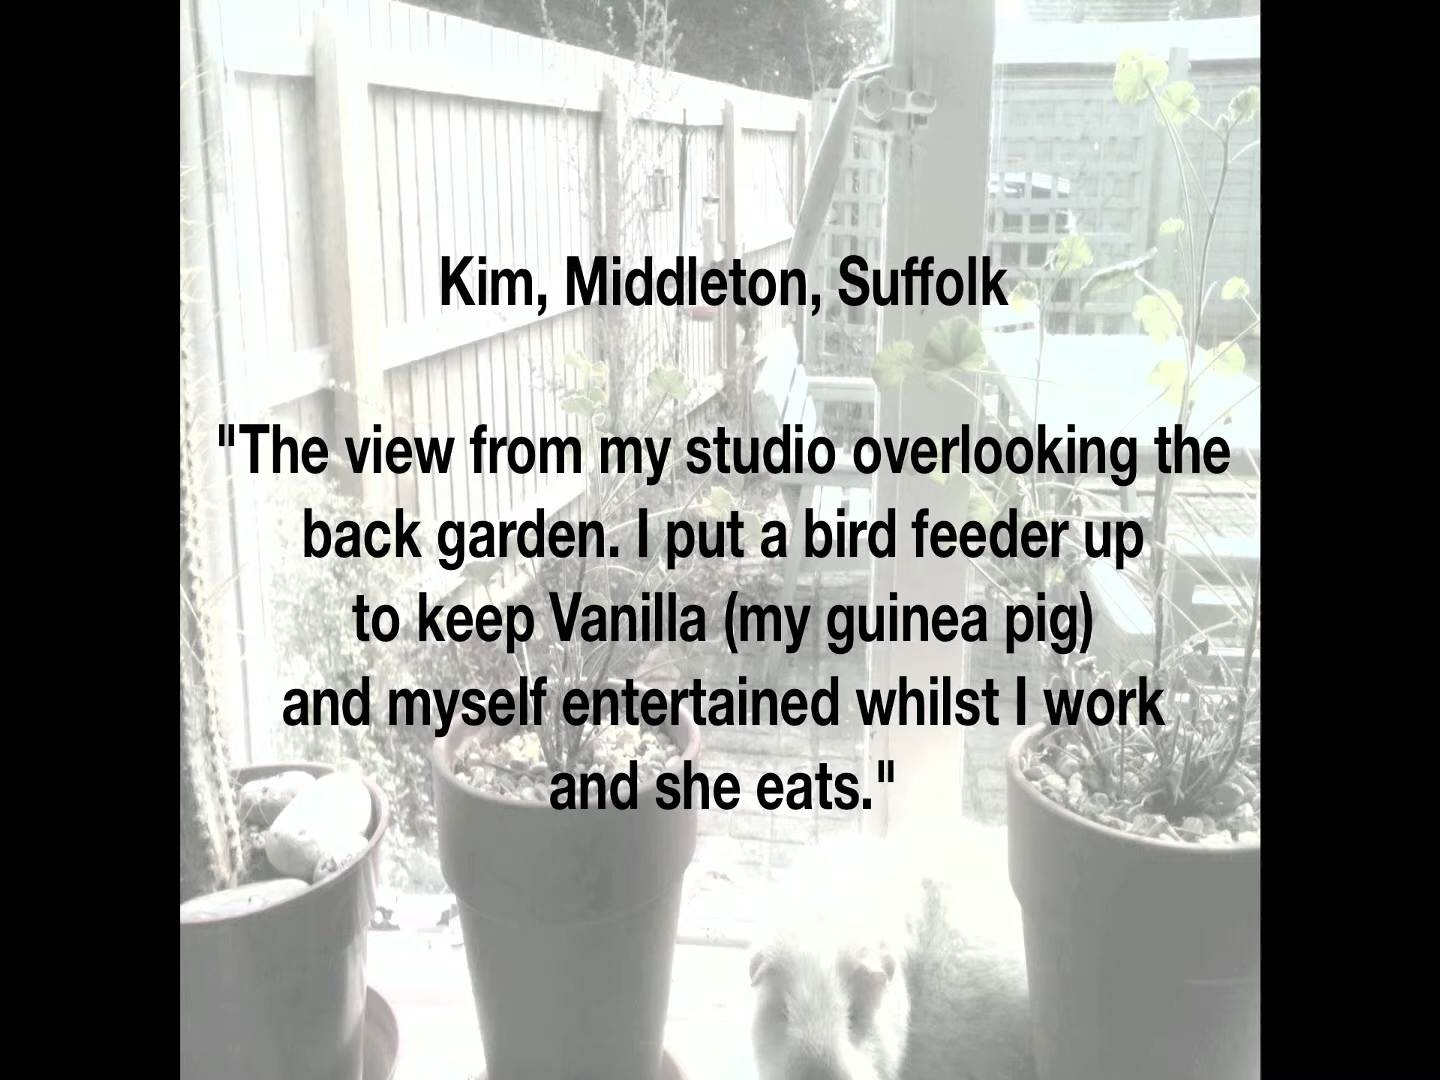 Kim, Middleton, Suffolk
"The view from my studio overlooking the
back garden. I put a bird feeder up
to keep Vanilla (my guinea pig)
and myself entertained whilst I work
and she eats."